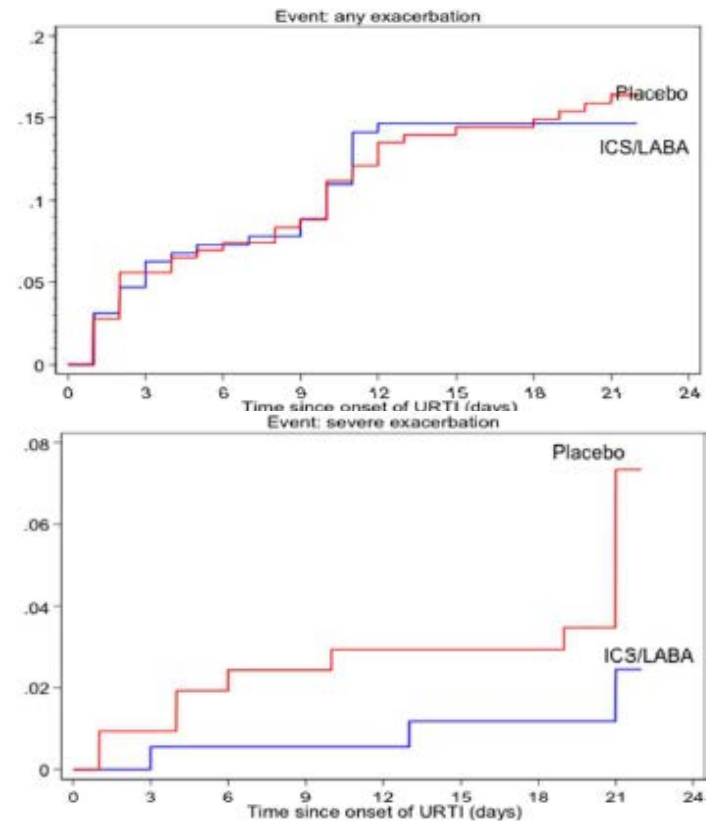 Event: any exacerbation
.2
Placebo
.15
ICS/LABA
.1
.05
0
0 3 6 9 12 15 18 21 24
Time since onset of URTI (days)
Event: severe exacerbation
.08
Placebo
.06
.04
ICS/LABA
.02
0
0 3 6 9 12 15 18 21 24
Time since onset of URTI (days)